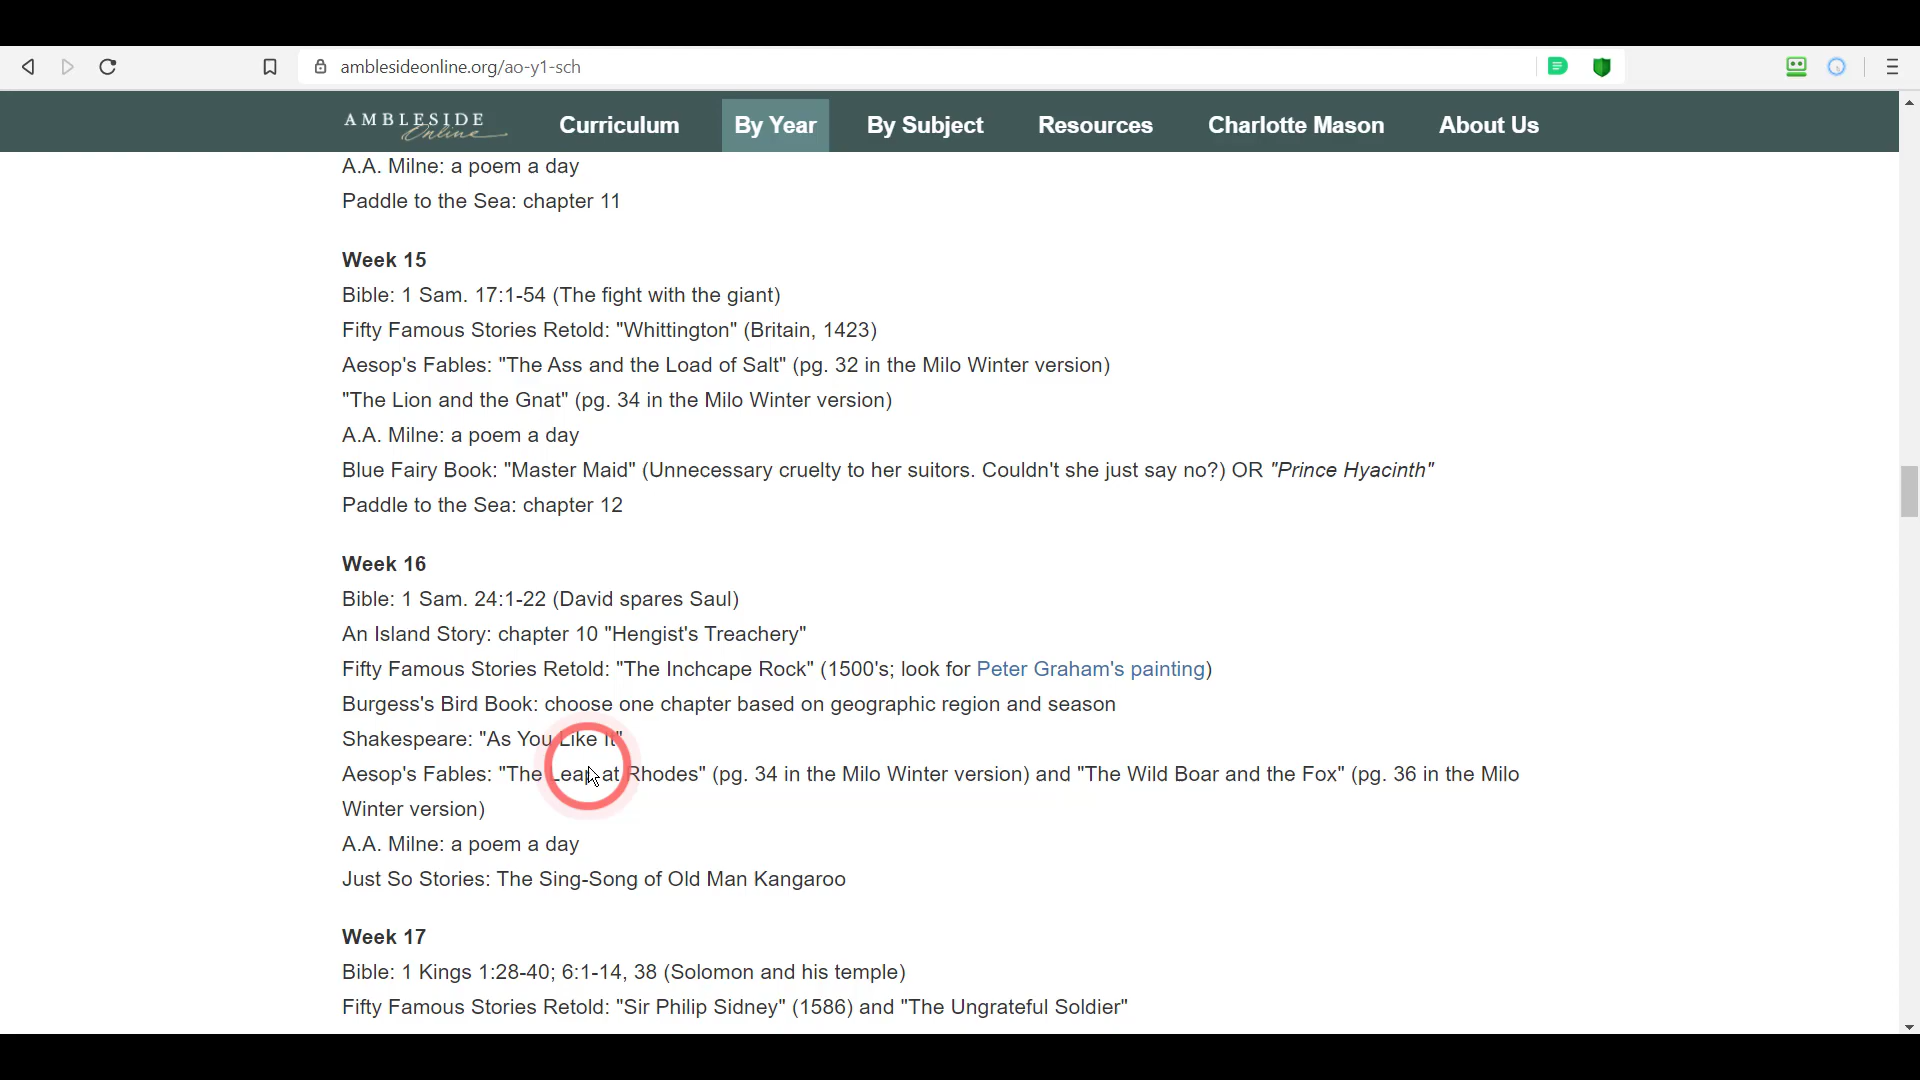 amblesideonline.org/ao-y1-sch
AMBLESIDE
Online
Curriculum
By Year
By Subject
Resources
Charlotte Mason
About Us
A.A. Milne: a poem a day
Paddle to the Sea: chapter 11
Week 15
Bible: 1 Sam. 17:1-54 (The fight with the giant)
Fifty Famous Stories Retold: "Whittington" (Britain, 1423)
Aesop's Fables: "The Ass and the Load of Salt" (pg. 32 in the Milo Winter version)
"The Lion and the Gnat" (pg. 34 in the Milo Winter version)
A.A. Milne: a poem a day
Blue Fairy Book: "Master Maid" (Unnecessary cruelty to her suitors. Couldn't she just say no?) OR "Prince Hyacinth"
Paddle to the Sea: chapter 12
Week 16
Bible: 1 Sam. 24:1-22 (David spares Saul)
An Island Story: chapter 10 "Hengist's Treachery"
Fifty Famous Stories Retold: "The Inchcape Rock" (1500's; look for Peter Graham's painting)
Burgess's Bird Book: choose one chapter based on geographic region and season
Shakespeare: "As You Like It"
Aesop's Fables: "The Leap at Rhodes" (pg. 34 in the Milo Winter version) and "The Wild Boar and the Fox" (pg. 36 in the Milo
Winter version)
A.A. Milne: a poem a day
Just So Stories: The Sing-Song of Old Man Kangaroo
Week 17
Bible: 1 Kings 1:28-40; 6:1-14, 38 (Solomon and his temple)
Fifty Famous Stories Retold: "Sir Philip Sidney" (1586) and "The Ungrateful Soldier"